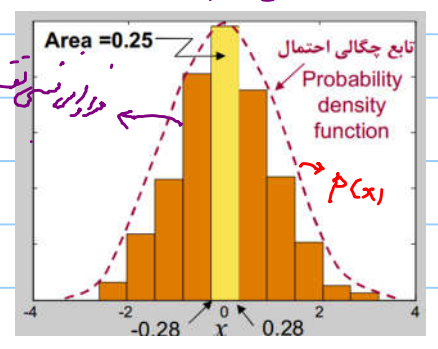 Area =0.25
تابع چگالی احتمال
Probability
density
function
p(x)
-4
-2
0
2
4
-0.28
x
0.28